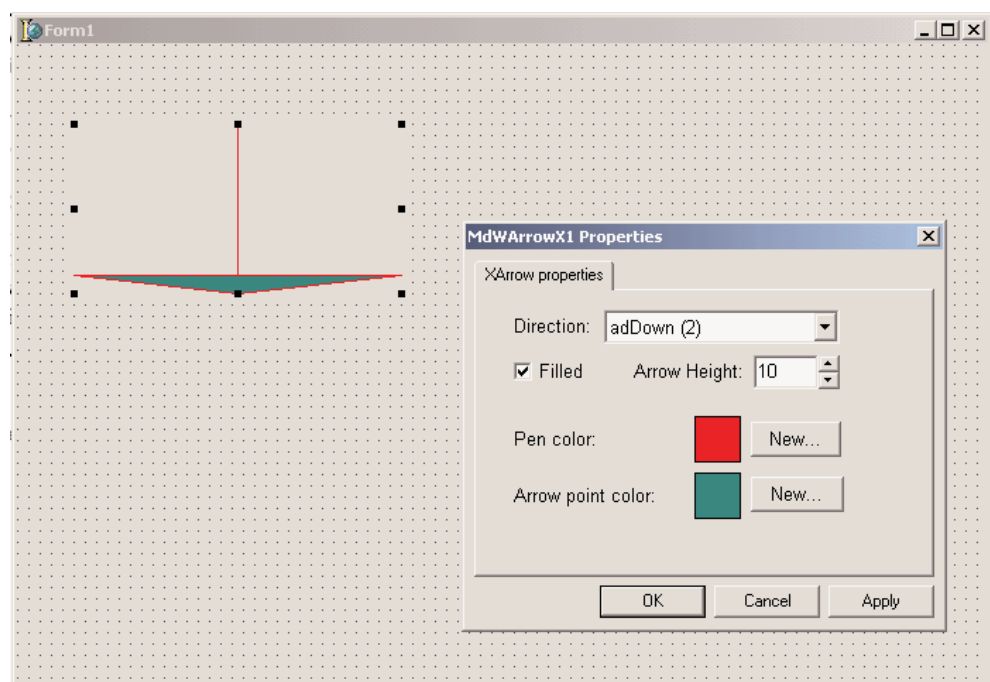 Form1
MdWArrowX1 Properties
XArrow properties
Direction: adDown (2)
Filled Arrow Height: 10
Pen color: New...
Arrow point color: New...
OK Cancel Apply